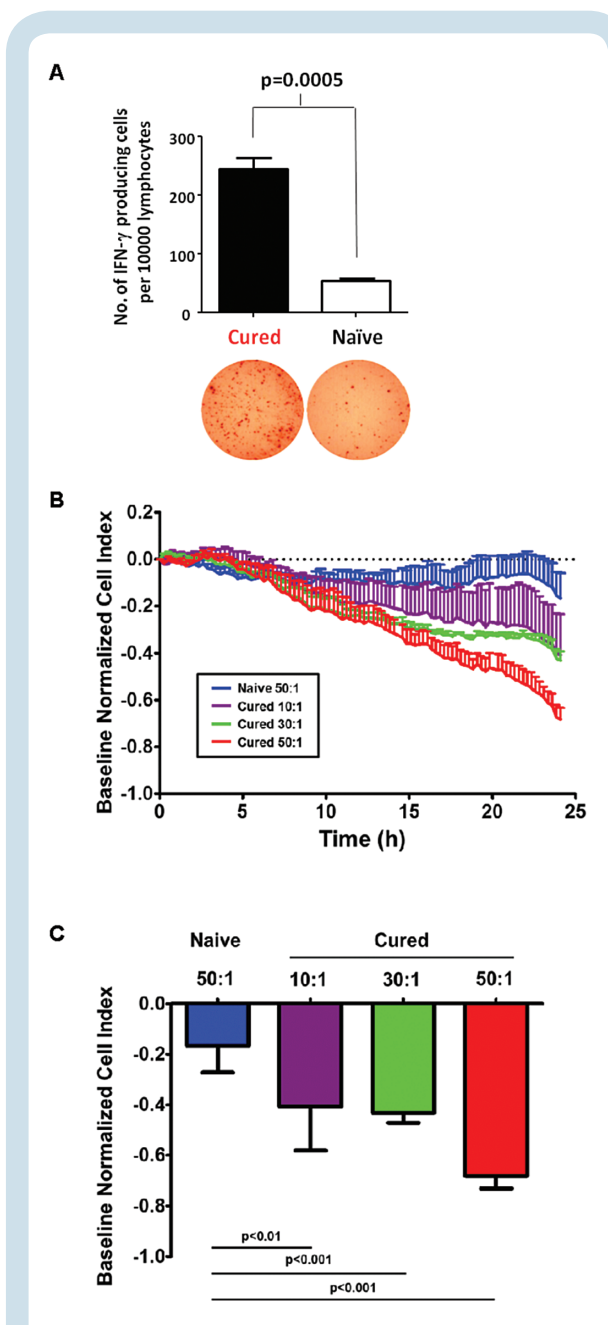 A
p=0.0005
No. of IFN-γ producing cells
per 10000 lymphocytes
300
200
100
0
Cured Naïve
B
Baseline Normalized Cell Index
0.2
0.0
-0.2
-0.4
-0.6
-0.8
-1.0
Naive 50:1
Cured 10:1
Cured 30:1
Cured 50:1
0 5 10 15 20 25
Time (h)
C
Naive Cured
50:1 10:1 30:1 50:1
Baseline Normalized Cell Index
0.0
-0.2
-0.4
-0.6
-0.8
-1.0
p<0.01
p<0.001
p<0.001